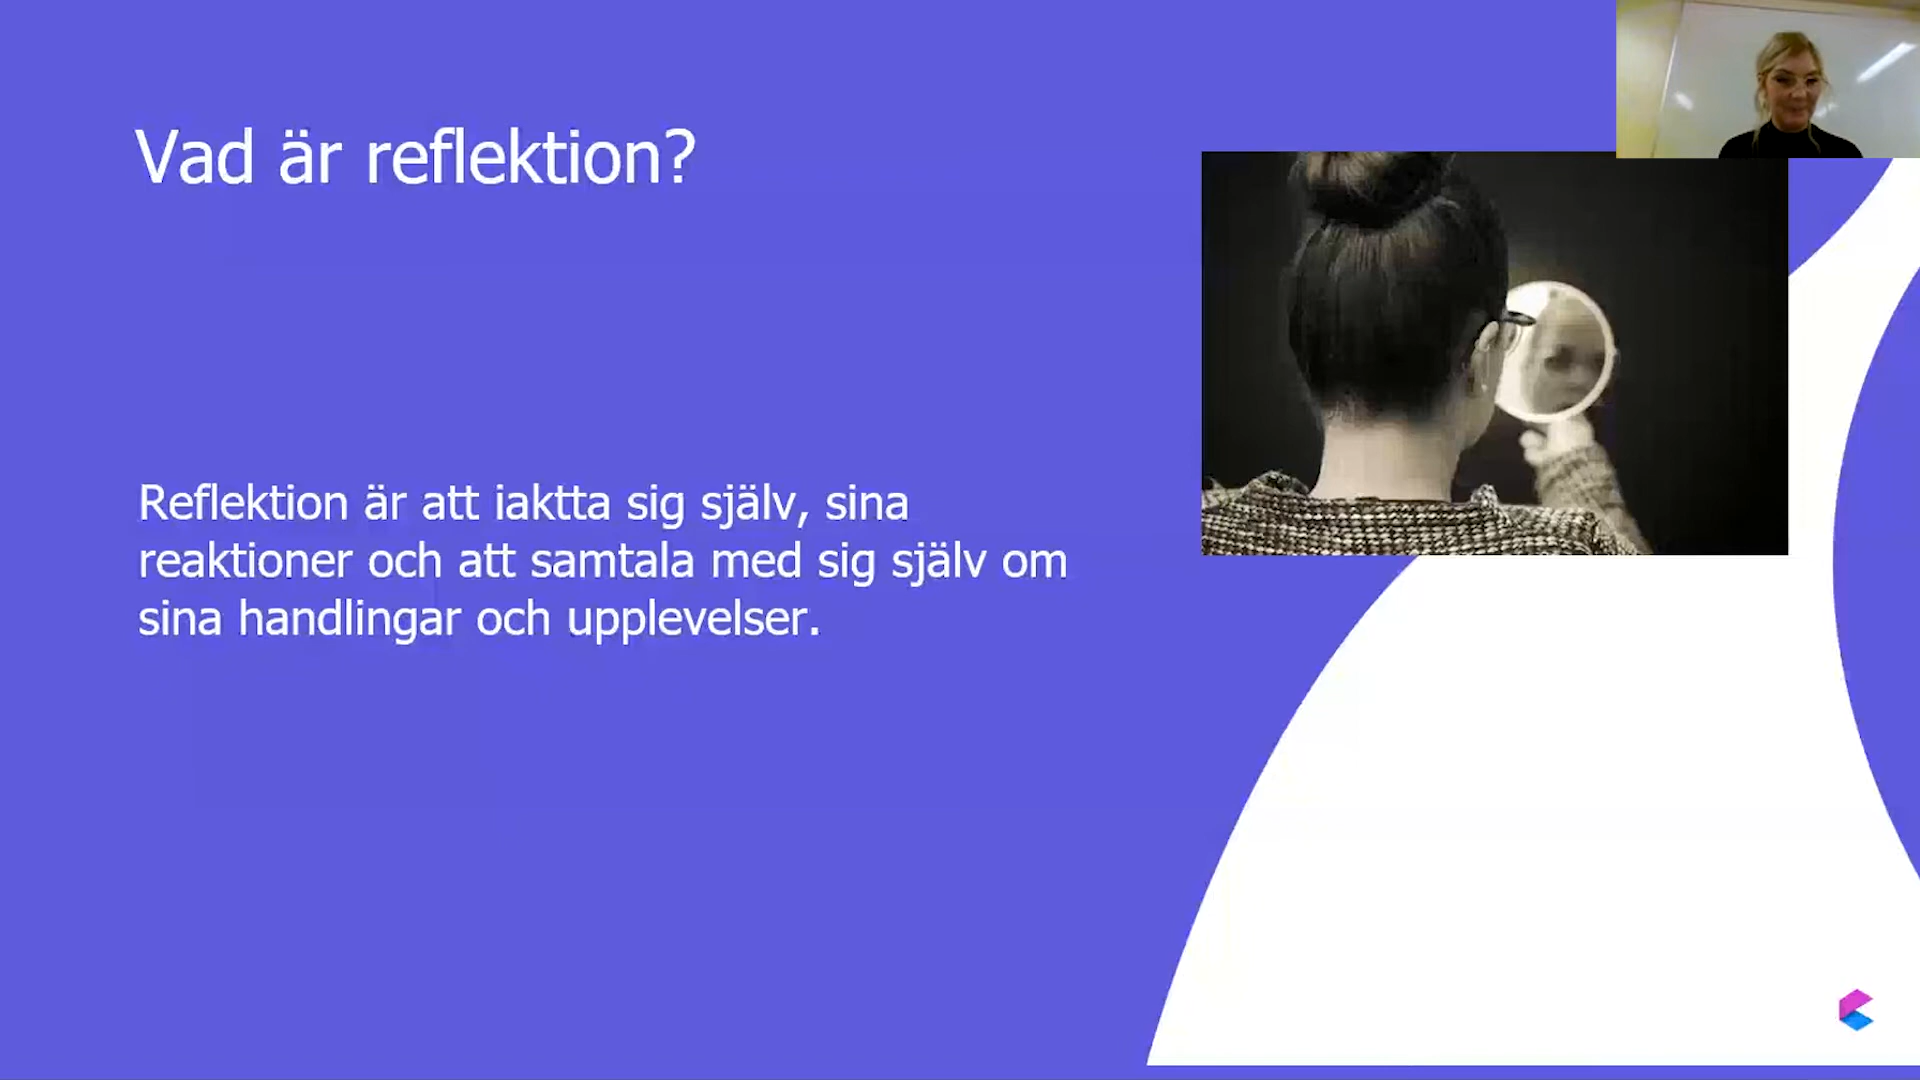 Vad är reflektion?
Reflektion är att iaktta sig själv, sina
reaktioner och att samtala med sig själv om
sina handlingar och upplevelser.